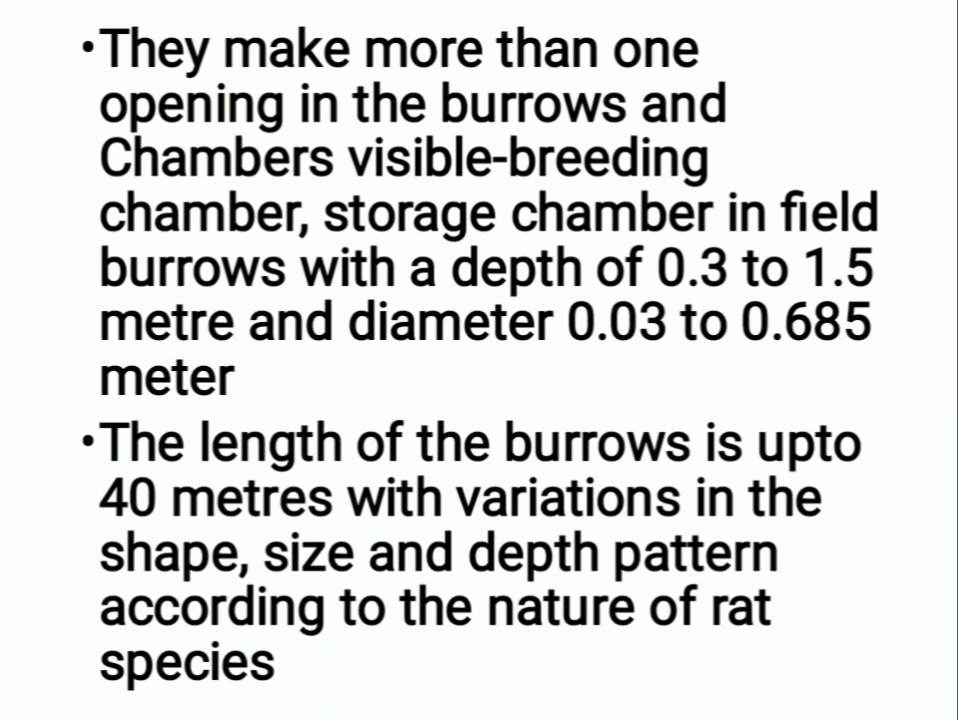 •They make more than one
opening in the burrows and
Chambers visible-breeding
chamber, storage chamber in field
burrows with a depth of 0.3 to 1.5
metre and diameter 0.03 to 0.685
meter
•The length of the burrows is upto
40 metres with variations in the
shape, size and depth pattern
according to the nature of rat
species